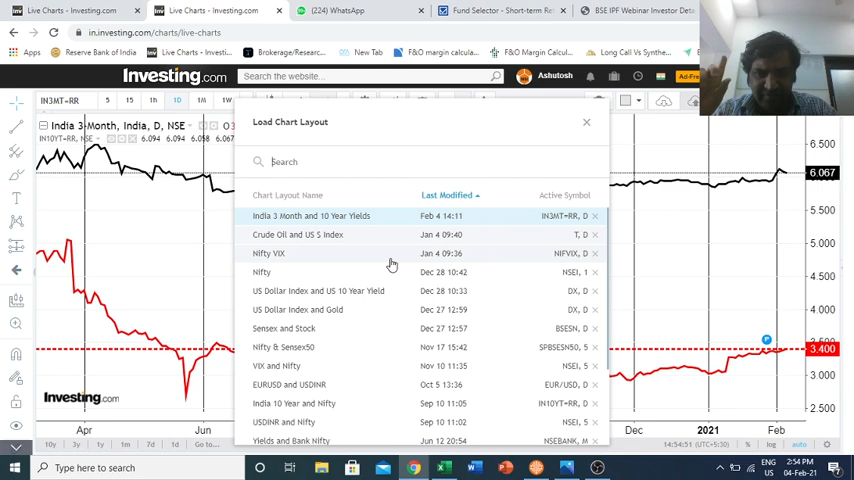 Live Charts - Investing.com
Live Charts - Investing.com
(224) WhatsApp
Fund Selector - Short-term Ret
BSE IPF Webinar Investor Detai
in.investing.com/charts/live-charts
Apps
Reserve Bank of India
Live Charts - Investi...
Brokerage/Researc...
New Tab
F&O margin calcula...
F&O Margin Calcul...
Long Call Vs Synthe...
Investing.com
Search the website...
Ashutosh
Ad-Free
IN3MT=RR
5
15
1h
1D
1M
1W
India 3-Month, India, D, NSE
IN10YT=RR, NSE
6.094 6.094
Load Chart Layout
Search
Chart Layout Name
Last Modified
Active Symbol
India 3 Month and 10 Year Yields
Feb 4 14:11
IN3MT=RR, D
Crude Oil and US S Index
Jan 4 09:40
T, D
Nifty VIX
Jan 4 09:36
NIFVIX, D
Nifty
Dec 28 10:42
NSEI, 1
US Dollar Index and US 10 Year Yield
Dec 28 10:33
DX, D
US Dollar Index and Gold
Dec 27 12:59
DX, D
Sensex and Stock
Dec 27 12:57
BSESN, D
Nifty & Sensex50
Nov 17 15:42
SPBSESN50, 5
VIX and Nifty
Nov 10 11:35
NSEI, 5
EURUSD and USDINR
Oct 5 13:36
EUR/USD, D
India 10 Year and Nifty
Sep 10 11:05
IN10YT=RR, D
USDINR and Nifty
Sep 10 11:03
NSEI, 5
Yields and Bank Nifty
Jun 12 20:54
NSEBANK, M
6.500
6.067
5.500
5.000
4.500
4.000
3.400
3.000
2.500
Investing.com
Apr
Jun
Dec
2021
Feb
10y
3y
1y
1m
7d
1d
Go to...
14:54:51 (UTC+5:30)
%
log
auto
Type here to search
ENG
US
2:54 PM
04-Feb-21
7